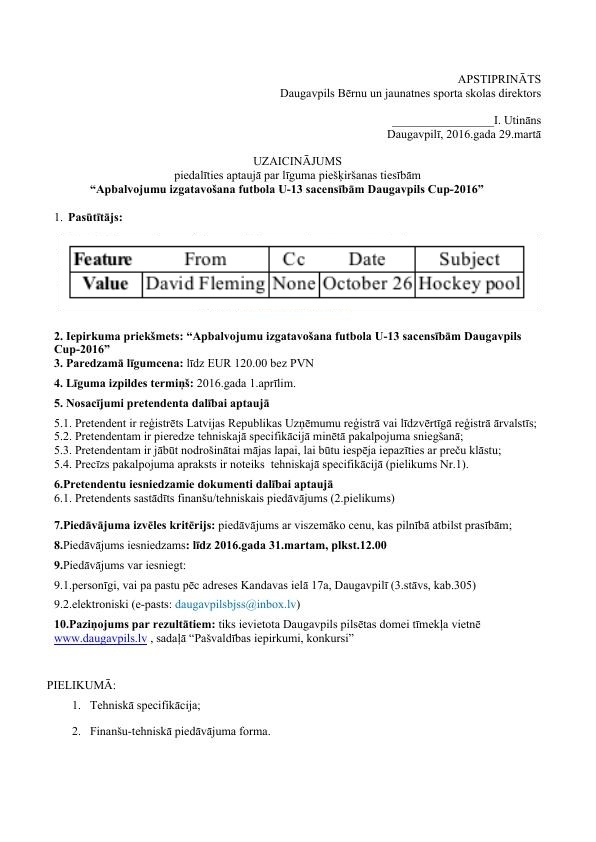 APSTIPRINĀTS
Daugavpils Bērnu un jaunatnes sporta skolas direktors
_________________I. Utināns
Daugavpilī, 2016.gada 29.martā
UZAICINĀJUMS
piedalīties aptaujā par līguma piešķiršanas tiesībām
“Apbalvojumu izgatavošana futbola U-13 sacensībām Daugavpils Cup-2016”
1. Pasūtītājs:
Feature From Cc Date Subject
Value David Fleming None October 26 Hockey pool
2. Iepirkuma priekšmets: “Apbalvojumu izgatavošana futbola U-13 sacensībām Daugavpils
Cup-2016”
3. Paredzamā līgumcena: līdz EUR 120.00 bez PVN
4. Līguma izpildes termiņš: 2016.gada 1.aprīlim.
5. Nosacījumi pretendenta dalībai aptaujā
5.1. Pretendent ir reģistrēts Latvijas Republikas Uzņēmumu reģistrā vai līdzvērtīgā reģistrā ārvalstīs;
5.2. Pretendentam ir pieredze tehniskajā specifikācijā minētā pakalpojuma sniegšanā;
5.3. Pretendentam ir jābūt nodrošinātai mājas lapai, lai būtu iespēja iepazīties ar preču klāstu;
5.4. Precīzs pakalpojuma apraksts ir noteiks tehniskajā specifikācijā (pielikums Nr.1).
6.Pretendentu iesniedzamie dokumenti dalībai aptaujā
6.1. Pretendents sastādīts finanšu/tehniskais piedāvājums (2.pielikums)
7.Piedāvājuma izvēles kritērijs: piedāvājums ar viszemāko cenu, kas pilnībā atbilst prasībām;
8.Piedāvājums iesniedzams: līdz 2016.gada 31.martam, plkst.12.00
9.Piedāvājums var iesniegt:
9.1.personīgi, vai pa pastu pēc adreses Kandavas ielā 17a, Daugavpilī (3.stāvs, kab.305)
9.2.elektroniski (e-pasts: daugavpilsbjss@inbox.lv)
10.Paziņojums par rezultātiem: tiks ievietota Daugavpils pilsētas domei tīmekļa vietnē
www.daugavpils.lv , sadaļā “Pašvaldības iepirkumi, konkursi”
PIELIKUMĀ:
1. Tehniskā specifikācija;
2. Finanšu-tehniskā piedāvājuma forma.